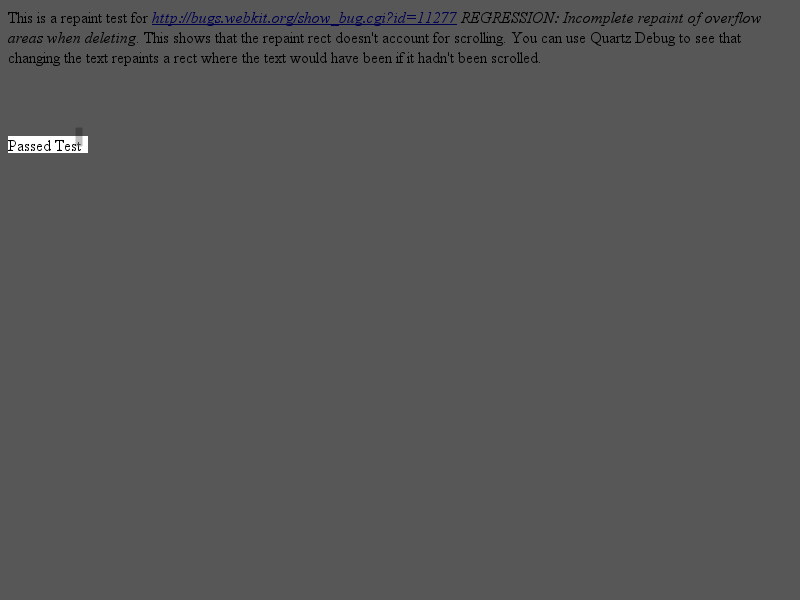 This is a repaint test for http://bugs.webkit.org/show_bug.cgi?id=11277 REGRESSION: Incomplete repaint of overflow
areas when deleting. This shows that the repaint rect doesn't account for scrolling. You can use Quartz Debug to see that
changing the text repaints a rect where the text would have been if it hadn't been scrolled.
Passed Test